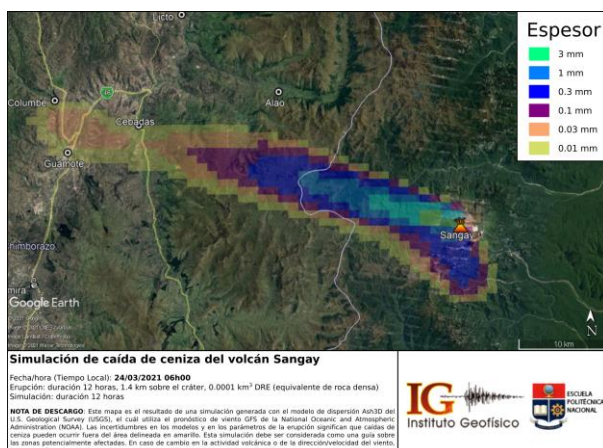 Licto
Espesor
3 mm
1 mm
0.3 mm
0.1 mm
0.03 mm
0.01 mm
Columbe
Alao
Cebadas
Guamote
Sangay
himborazo
mira
Google Earth
N
10 km
Simulación de caída de ceniza del volcán Sangay
Fecha/hora (Tiempo Local): 24/03/2021 06h00
Erupción: duración 12 horas, 1.4 km sobre el cráter, 0.0001 km³ DRE (equivalente de roca densa)
Simulación: duración 12 horas
NOTA DE DESCARGO: Este mapa es el resultado de una simulación generada con el modelo de dispersión Ash3D del
U.S. Geological Survey (USGS), el cual utiliza el pronóstico de viento GFS de la National Oceanic and Atmospheric
Administration (NOAA). Las incertidumbres en los modelos y en los parámetros de la erupción significan que caídas de
ceniza pueden ocurrir fuera del área delineada en amarillo. Esta simulación debe ser considerada como una guía sobre
las zonas potencialmente afectadas. En caso de cambio en la actividad volcánica o de la dirección/velocidad del viento,
IG
Instituto Geofísico
ESCUELA
POLITÉCNICA
NACIONAL